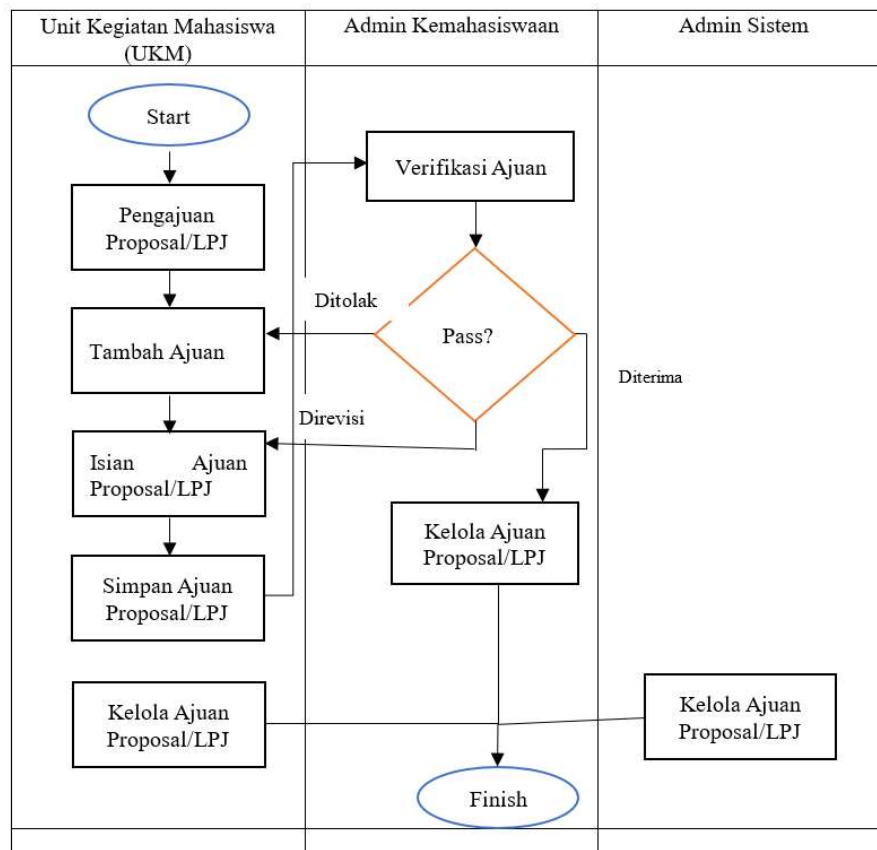 Unit Kegiatan Mahasiswa
(UKM)
Admin Kemahasiswaan
Admin Sistem
Start
Verifikasi Ajuan
Pengajuan
Proposal/LPJ
Ditolak
Pass?
Tambah Ajuan
Diterima
Direvisi
Isian Ajuan
Proposal/LPJ
Kelola Ajuan
Proposal/LPJ
Simpan Ajuan
Proposal/LPJ
Kelola Ajuan
Proposal/LPJ
Kelola Ajuan
Proposal/LPJ
Finish